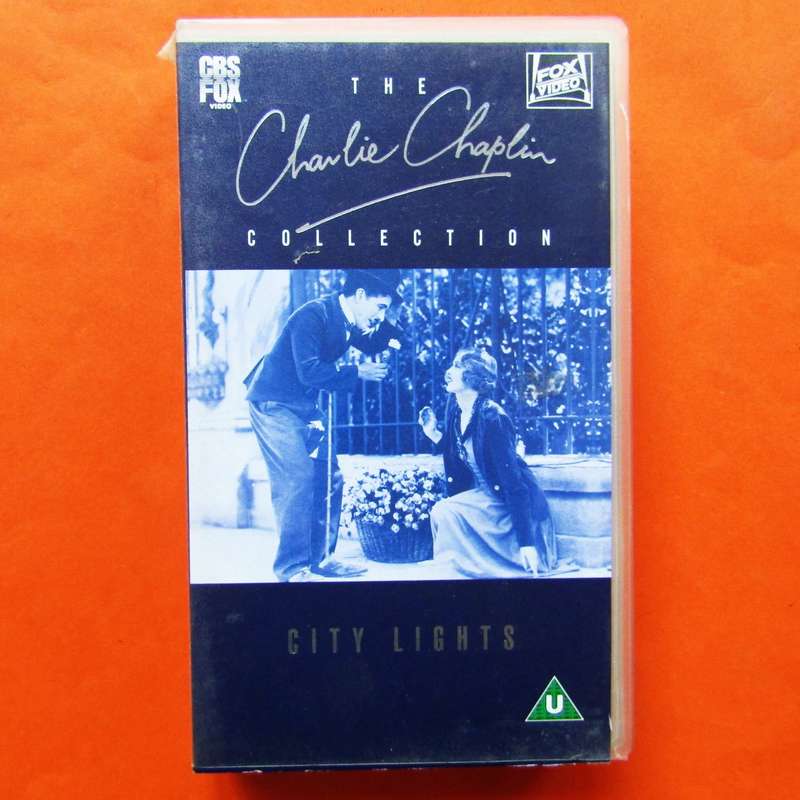 CBS
FOX
VIDEO
FOX
VIDEO
THE
Charlie Chaplin
COLLECTION
CITY LIGHTS
U